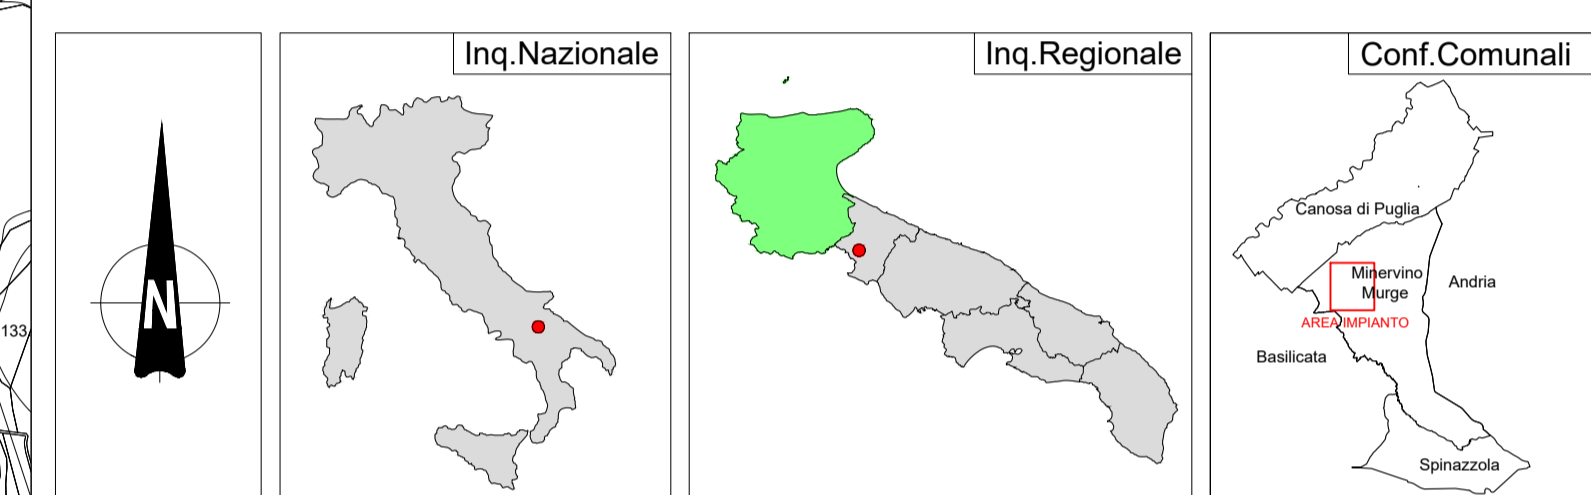 133
N
Inq.Nazionale
Inq.Regionale
Conf.Comunali
Canosa di Puglia
Minervino
Murge
Andria
AREA IMPIANTO
Basilicata
Spinazzola